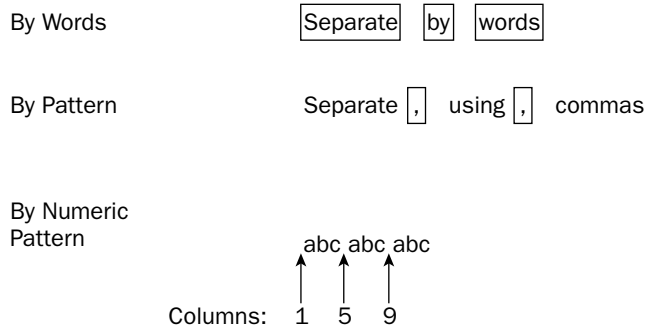 By Words Separate by words
By Pattern Separate , using , commas
By Numeric
Pattern abc abc abc
Columns: 1 5 9